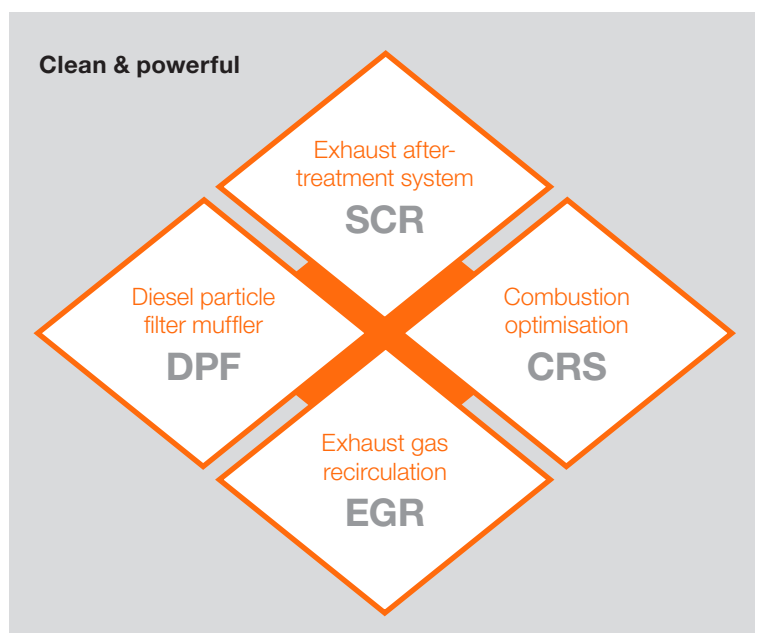 Clean & powerful
Exhaust after-
treatment system
SCR
Diesel particle
filter muffler
DPF
Combustion
optimisation
CRS
Exhaust gas
recirculation
EGR